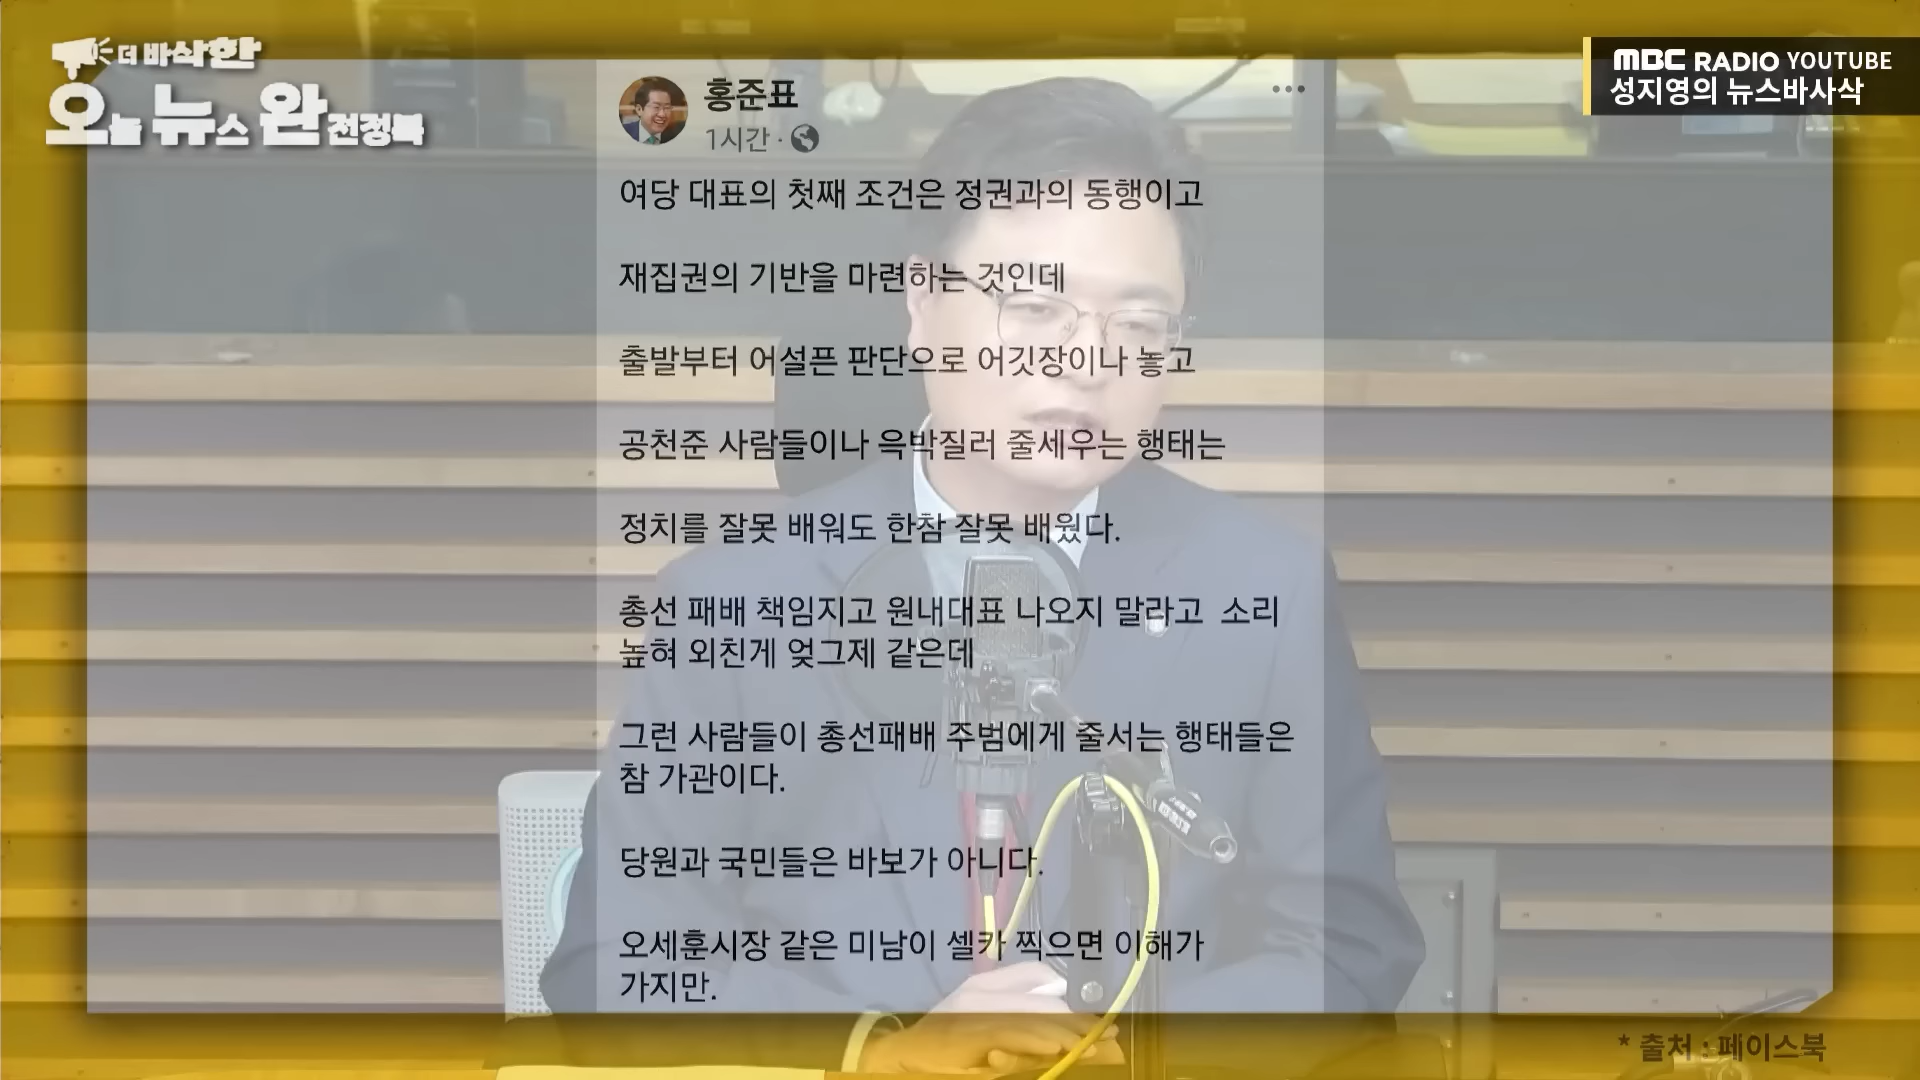 더 바삭한
오늘 뉴스 완전정복
MBC RADIO YOUTUBE
성지영의 뉴스바사삭
홍준표
1시간 ·
여당 대표의 첫째 조건은 정권과의 동행이고
재집권의 기반을 마련하는 것인데
출발부터 어설픈 판단으로 어깃장이나 놓고
공천준 사람들이나 윽박질러 줄세우는 행태는
정치를 잘못 배워도 한참 잘못 배웠다.
총선 패배 책임지고 원내대표 나오지 말라고 소리
높혀 외친게 엊그제 같은데
그런 사람들이 총선패배 주범에게 줄서는 행태들은
참 가관이다.
당원과 국민들은 바보가 아니다.
오세훈시장 같은 미남이 셀카 찍으면 이해가
가지만.
* 출처 : 페이스북